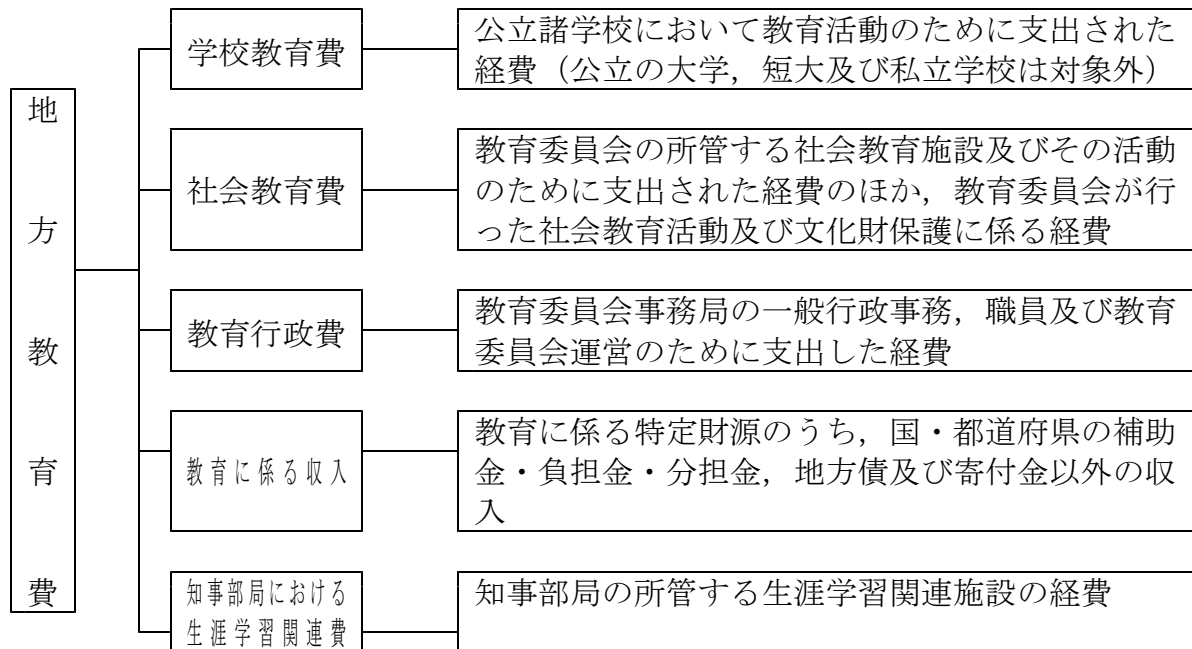 地方教育費
学校教育費
公立諸学校において教育活動のために支出された
経費（公立の大学，短大及び私立学校は対象外）
社会教育費
教育委員会の所管する社会教育施設及びその活動
のために支出された経費のほか，教育委員会が行
った社会教育活動及び文化財保護に係る経費
教育行政費
教育委員会事務局の一般行政事務，職員及び教育
委員会運営のために支出した経費
教育に係る収入
教育に係る特定財源のうち，国・都道府県の補助
金・負担金・分担金，地方債及び寄付金以外の収
入
知事部局における
生涯学習関連費
知事部局の所管する生涯学習関連施設の経費